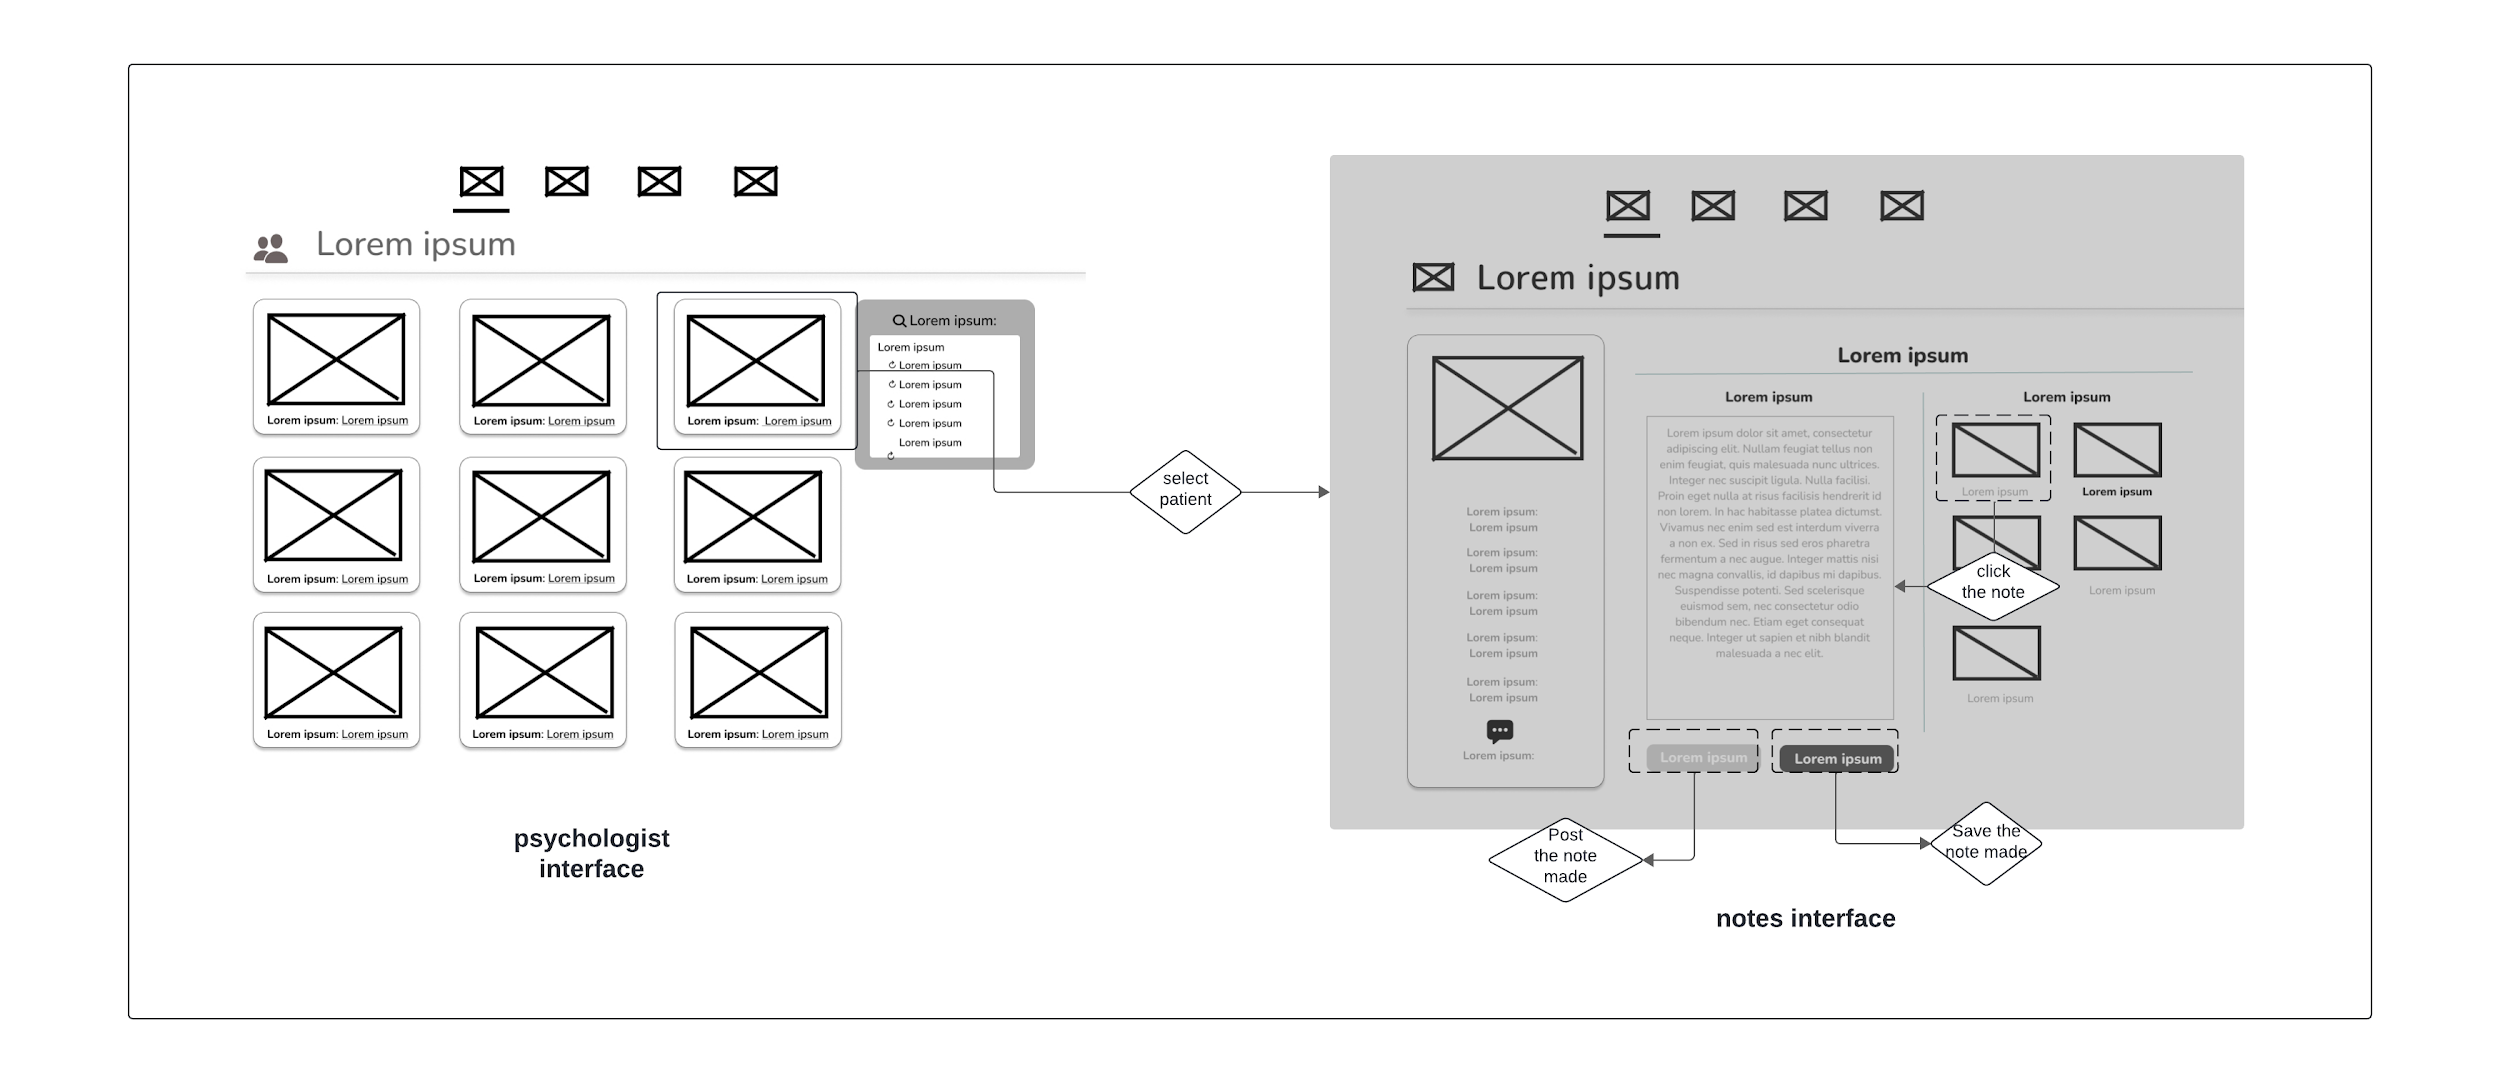 Lorem ipsum
Lorem ipsum: Lorem ipsum
Lorem ipsum: Lorem ipsum
Lorem ipsum: Lorem ipsum
Lorem ipsum: Lorem ipsum
Lorem ipsum: Lorem ipsum
Lorem ipsum: Lorem ipsum
Lorem ipsum: Lorem ipsum
Lorem ipsum: Lorem ipsum
Lorem ipsum: Lorem ipsum
Lorem ipsum:
Lorem ipsum
Lorem ipsum
Lorem ipsum
Lorem ipsum
Lorem ipsum
Lorem ipsum
psychologist
interface
select
patient
Lorem ipsum
Lorem ipsum:
Lorem ipsum
Lorem ipsum:
Lorem ipsum
Lorem ipsum:
Lorem ipsum
Lorem ipsum:
Lorem ipsum
Lorem ipsum:
Lorem ipsum
Lorem ipsum:
Lorem ipsum
Lorem ipsum
Lorem ipsum dolor sit amet, consectetur
adipiscing elit. Nullam feugiat tellus non
enim feugiat, quis malesuada nunc ultrices.
Integer nec suscipit ligula. Nulla facilisi.
Proin eget nulla at risus facilisis hendrerit id
non lorem. In hac habitasse platea dictumst.
Vivamus nec enim sed est interdum viverra
a non ex. Sed in risus sed eros pharetra
fermentum a nec augue. Integer mattis nisi
nec magna convallis, id dapibus mi dapibus.
Suspendisse potenti. Sed scelerisque
euismod sem, nec consectetur odio
bibendum nec. Etiam eget consequat
neque. Integer ut sapien et nibh blandit
malesuada a nec elit.
Lorem ipsum
Lorem ipsum
Lorem ipsum
Lorem ipsum
Lorem ipsum
click
the note
Lorem ipsum
Lorem ipsum
Post
the note
made
Save the
note made
notes interface